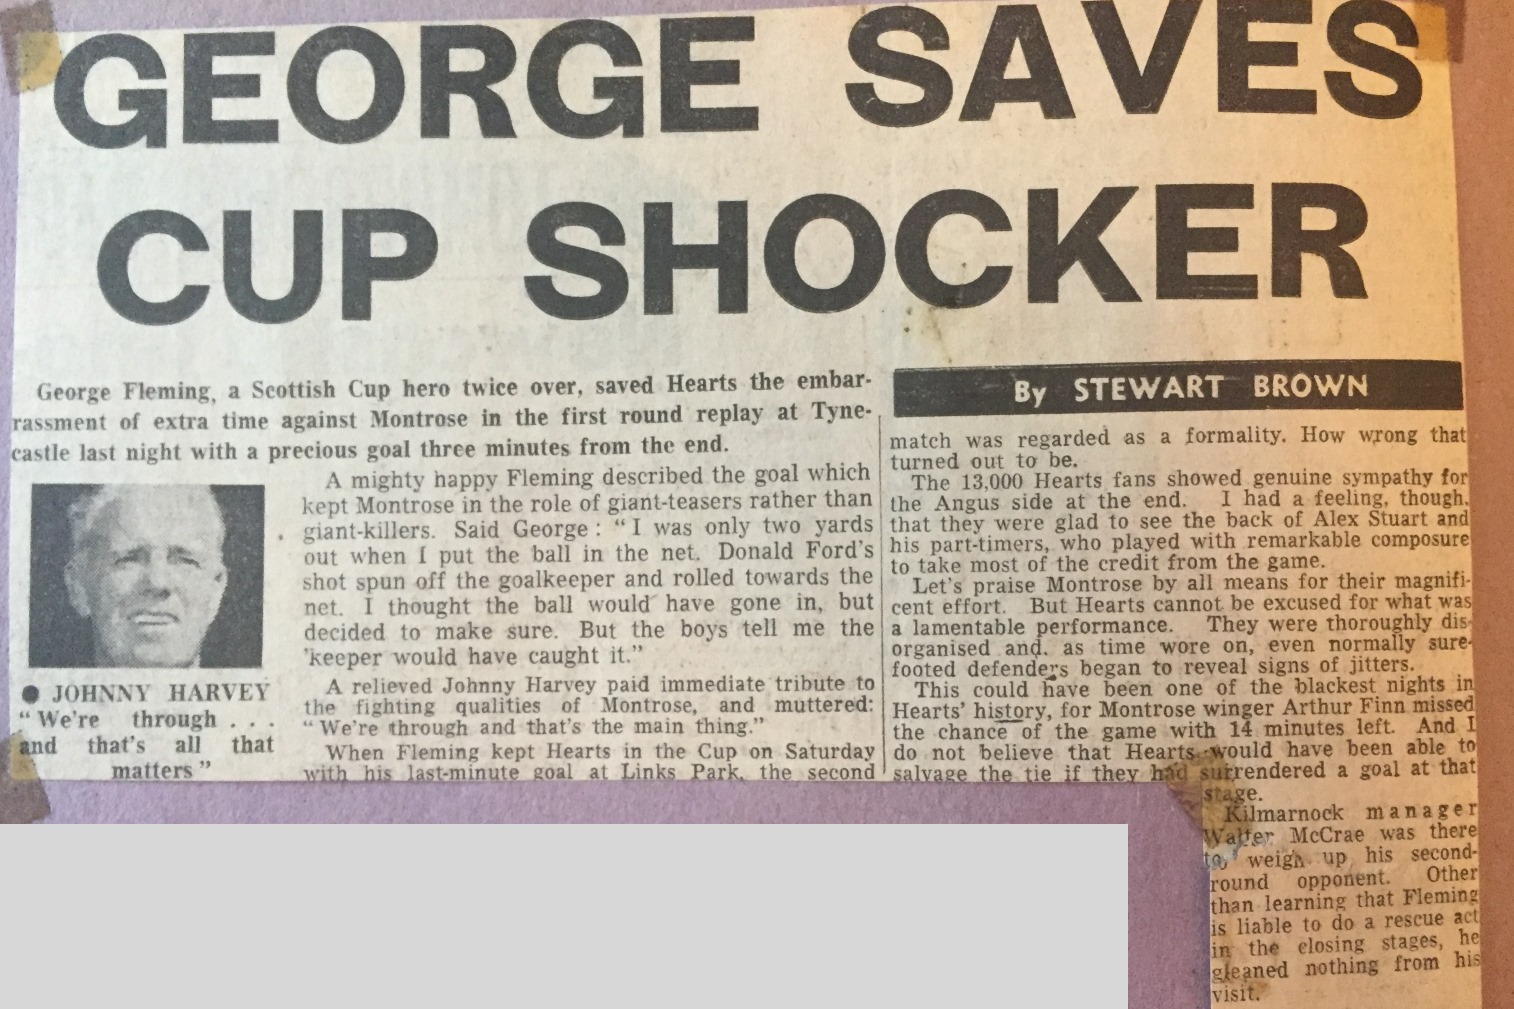 GEORGE SAVES
CUP SHOCKER
George Fleming, a Scottish Cup hero twice over, saved Hearts the embar-
rassment of extra time against Montrose in the first round replay at Tyne-
castle last night with a precious goal three minutes from the end.
● JOHNNY HARVEY
"We're through . . .
and that's all that
matters"
A mighty happy Fleming described the goal which
kept Montrose in the role of giant-teasers rather than
giant-killers. Said George: "I was only two yards
out when I put the ball in the net. Donald Ford's
shot spun off the goalkeeper and rolled towards the
net. I thought the ball would have gone in, but
decided to make sure. But the boys tell me the
'keeper would have caught it."
A relieved Johnny Harvey paid immediate tribute to
the fighting qualities of Montrose, and muttered:
"We're through and that's the main thing."
When Fleming kept Hearts in the Cup on Saturday
with his last-minute goal at Links Park, the second
By STEWART BROWN
match was regarded as a formality. How wrong that
turned out to be.
The 13,000 Hearts fans showed genuine sympathy for
the Angus side at the end. I had a feeling, though,
that they were glad to see the back of Alex Stuart and
his part-timers, who played with remarkable composure
to take most of the credit from the game.
Let's praise Montrose by all means for their magnifi-
cent effort. But Hearts cannot be excused for what was
a lamentable performance. They were thoroughly dis-
organised and, as time wore on, even normally sure-
footed defenders began to reveal signs of jitters.
This could have been one of the blackest nights in
Hearts' history, for Montrose winger Arthur Finn missed
the chance of the game with 14 minutes left. And I
do not believe that Hearts would have been able to
salvage the tie if they had surrendered a goal at that
stage.
Kilmarnock manager
Walter McCrae was there
to weigh up his second-
round opponent. Other
than learning that Fleming
is liable to do a rescue act
in the closing stages, he
gleaned nothing from his
visit.